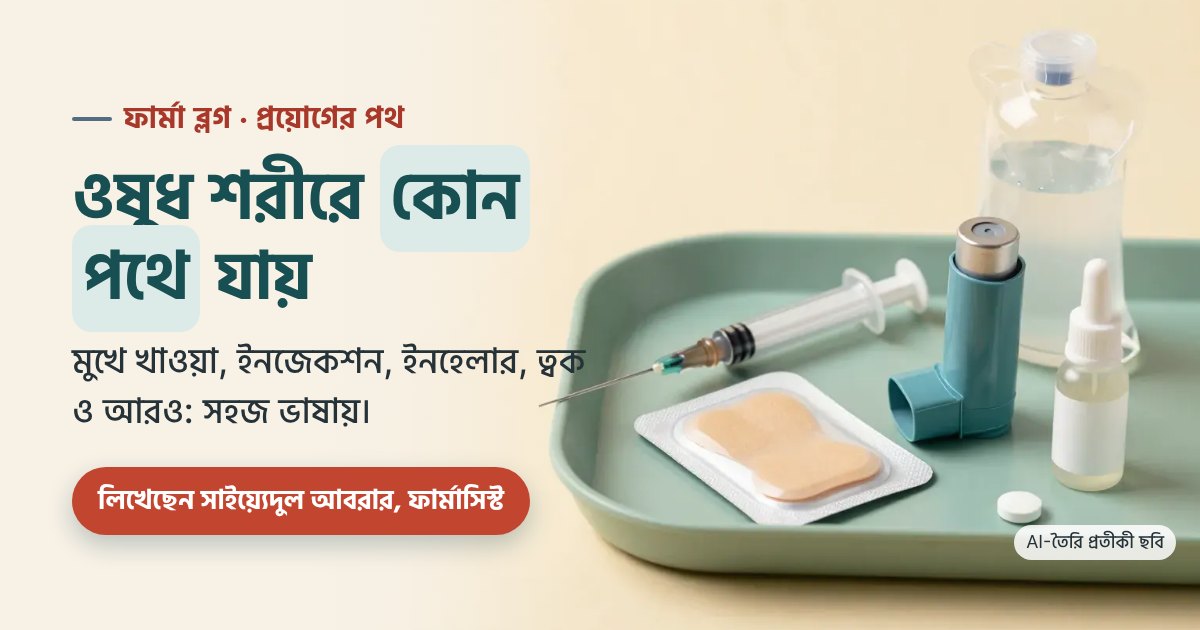 ফার্মা ব্লগ · প্রয়োগের পথ
ওষুধ শরীরে কোন
পথে যায়
মুখে খাওয়া, ইনজেকশন, ইনহেলার, ত্বক
ও আরও: সহজ ভাষায়।
লিখেছেন সাইয়্যেদুল আবরার, ফার্মাসিস্ট
AI-তৈরি প্রতীকী ছবি